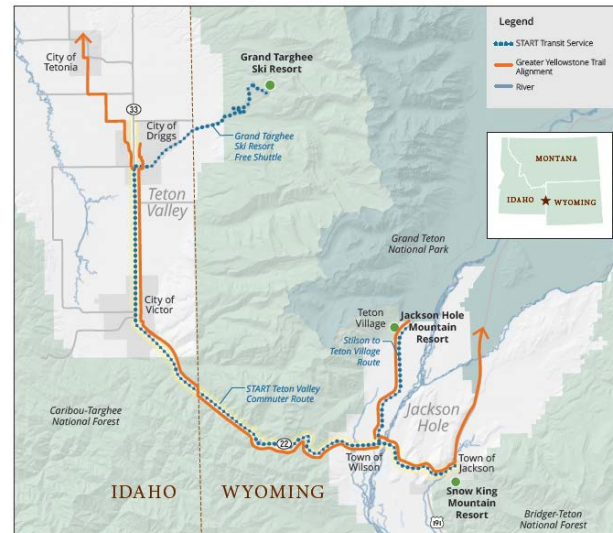 City of
Tetonia
Grand Targhee
Ski Resort
33
City of
Driggs
Grand Targhee
Ski Resort
Free Shuttle
Teton
Valley
City of
Victor
Legend
START Transit Service
Greater Yellowstone Trail
Alignment
River
MONTANA
IDAHO
WYOMING
Grand Teton
National Park
Teton
Village
Jackson Hole
Mountain
Resort
Stilson to
Teton Village
Route
START Teton Valley
Commuter Route
Caribou-Targhee
National Forest
Jackson
Hole
22
Town of
Wilson
Town of
Jackson
Snow King
Mountain
Resort
IDAHO
WYOMING
191
Bridger-Teton
National Forest